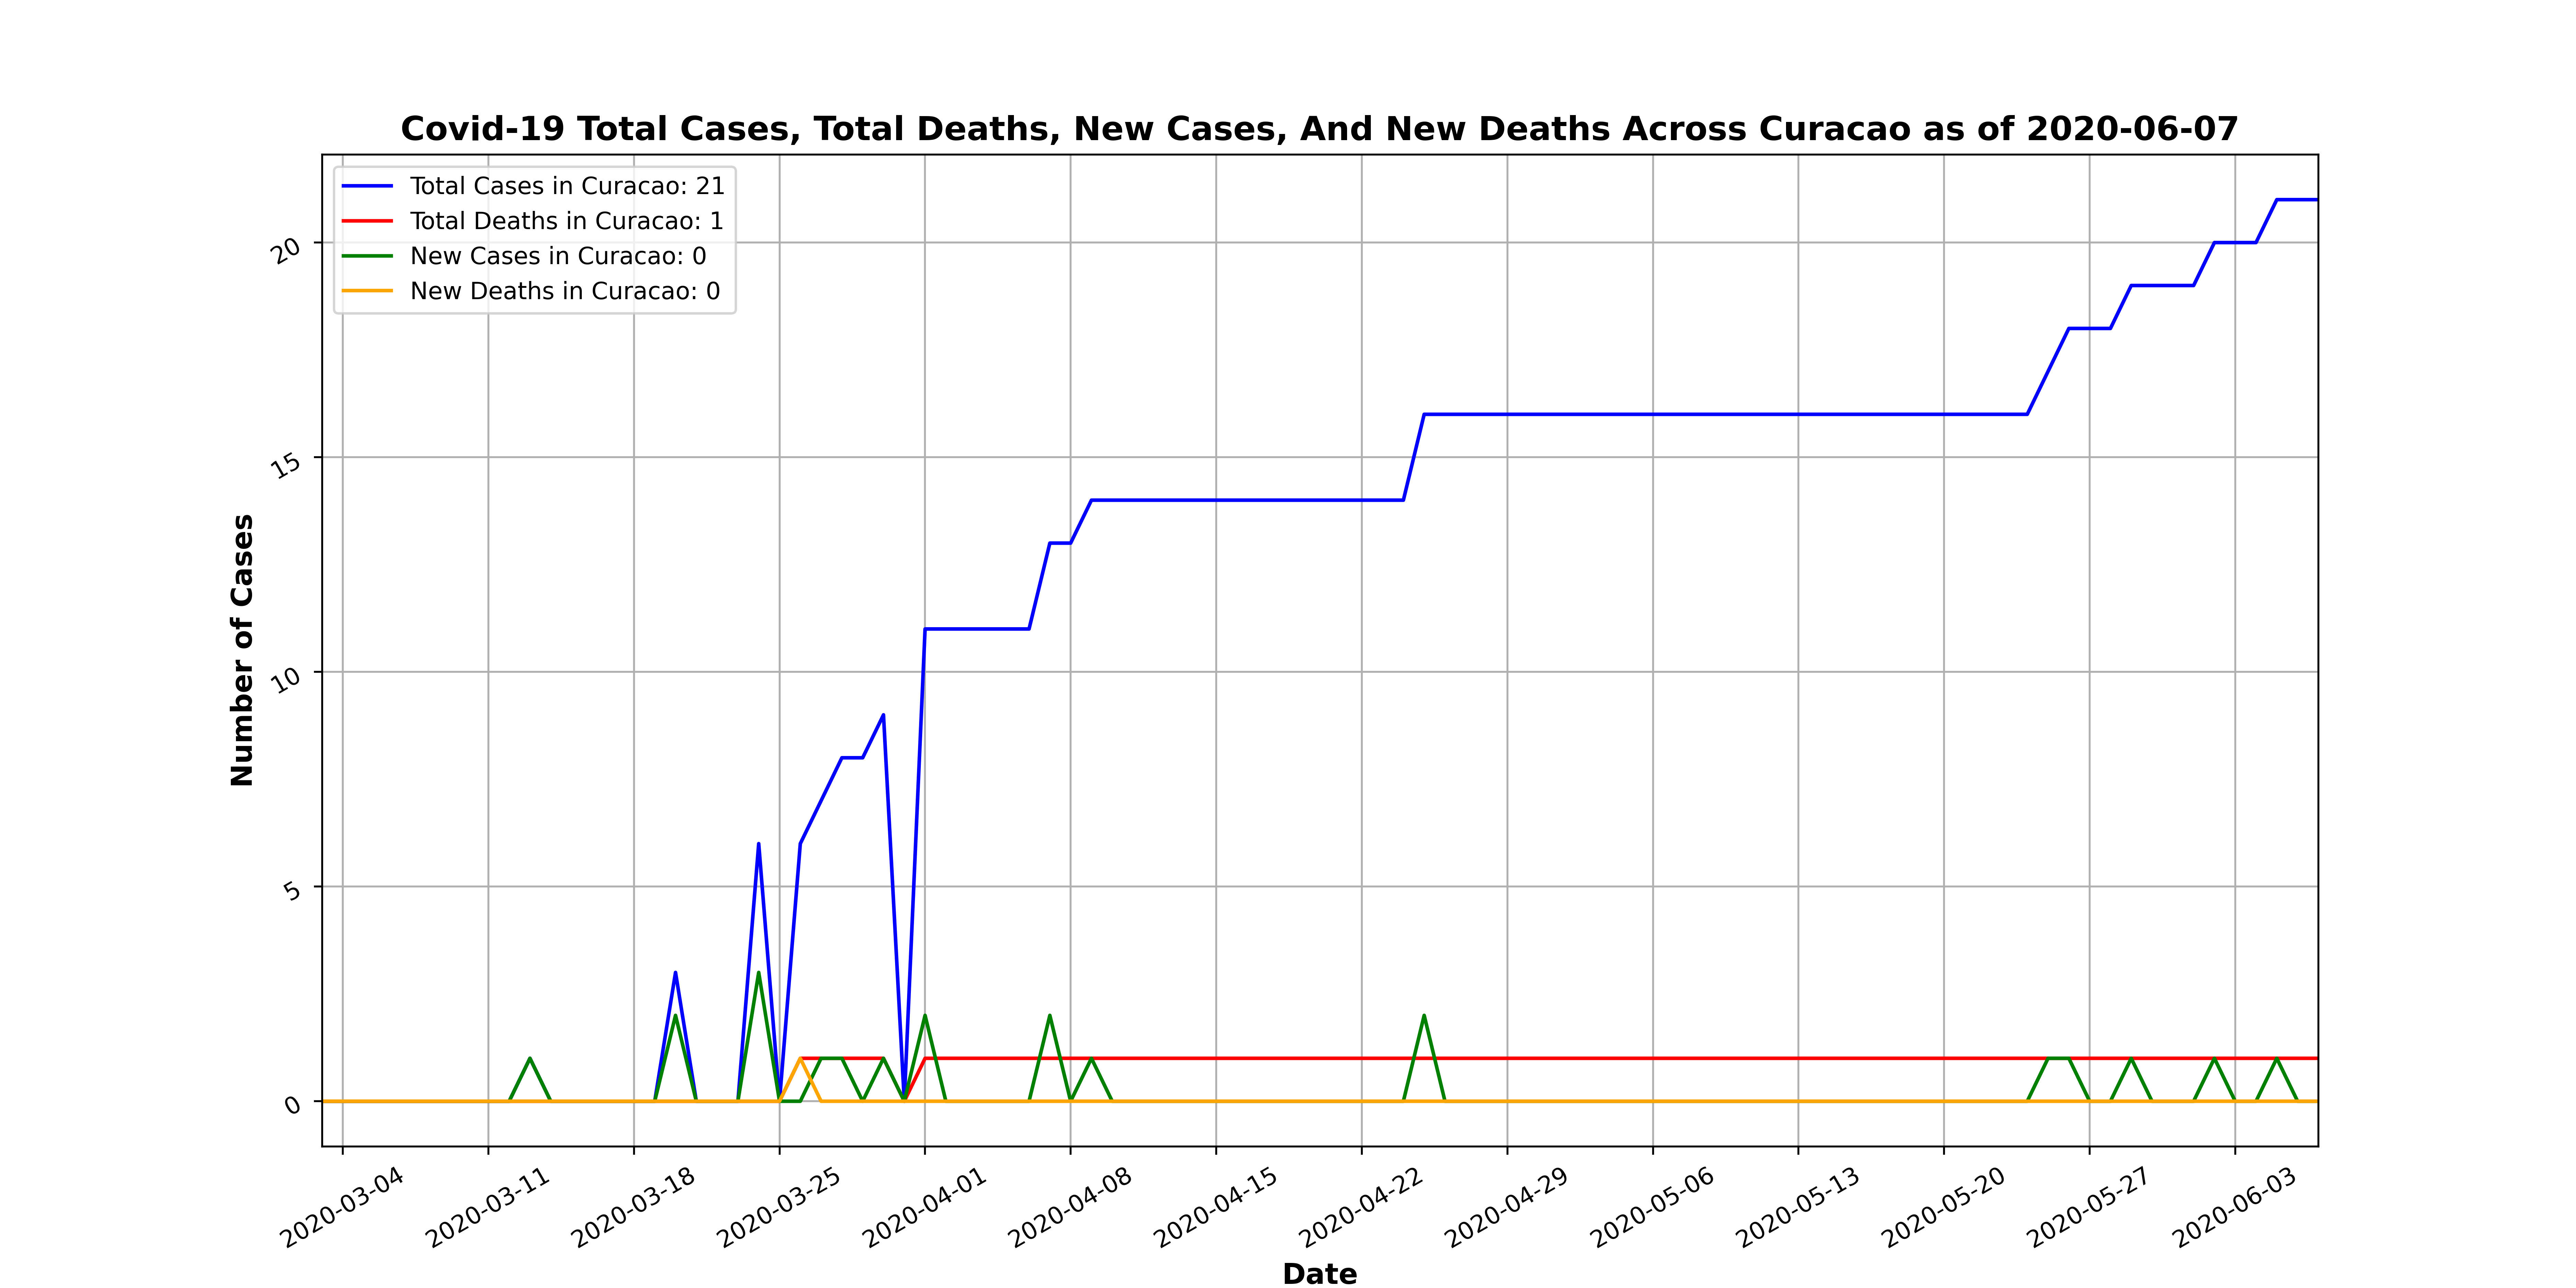 Covid-19 Total Cases, Total Deaths, New Cases, And New Deaths Across Curacao as of 2020-06-07
Total Cases in Curacao: 21
Total Deaths in Curacao: 1
New Cases in Curacao: 0
New Deaths in Curacao: 0
Number of Cases
20
15
10
5
0
2020-03-04
2020-03-11
2020-03-18
2020-03-25
2020-04-01
2020-04-08
2020-04-15
2020-04-22
2020-04-29
2020-05-06
2020-05-13
2020-05-20
2020-05-27
2020-06-03
Date